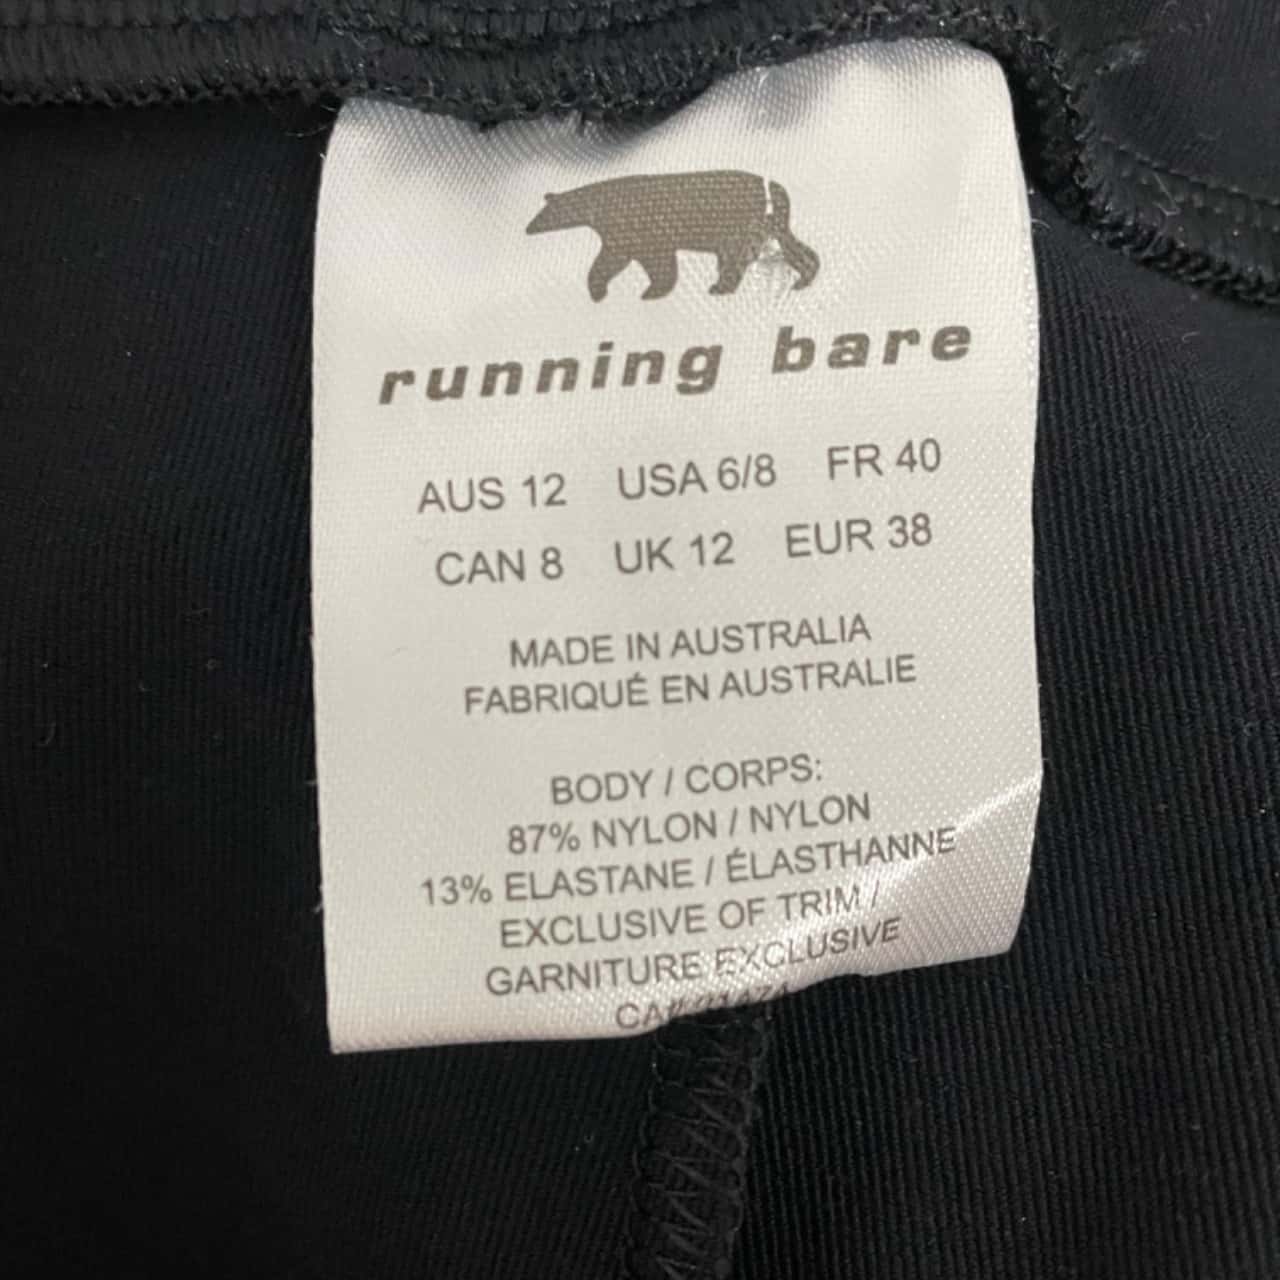 running bare
AUS 12 USA 6/8 FR 40
CAN 8 UK 12 EUR 38
MADE IN AUSTRALIA
FABRIQUÉ EN AUSTRALIE
BODY / CORPS:
87% NYLON / NYLON
13% ELASTANE / ÉLASTHANNE
EXCLUSIVE OF TRIM /
GARNITURE EXCLUSIVE